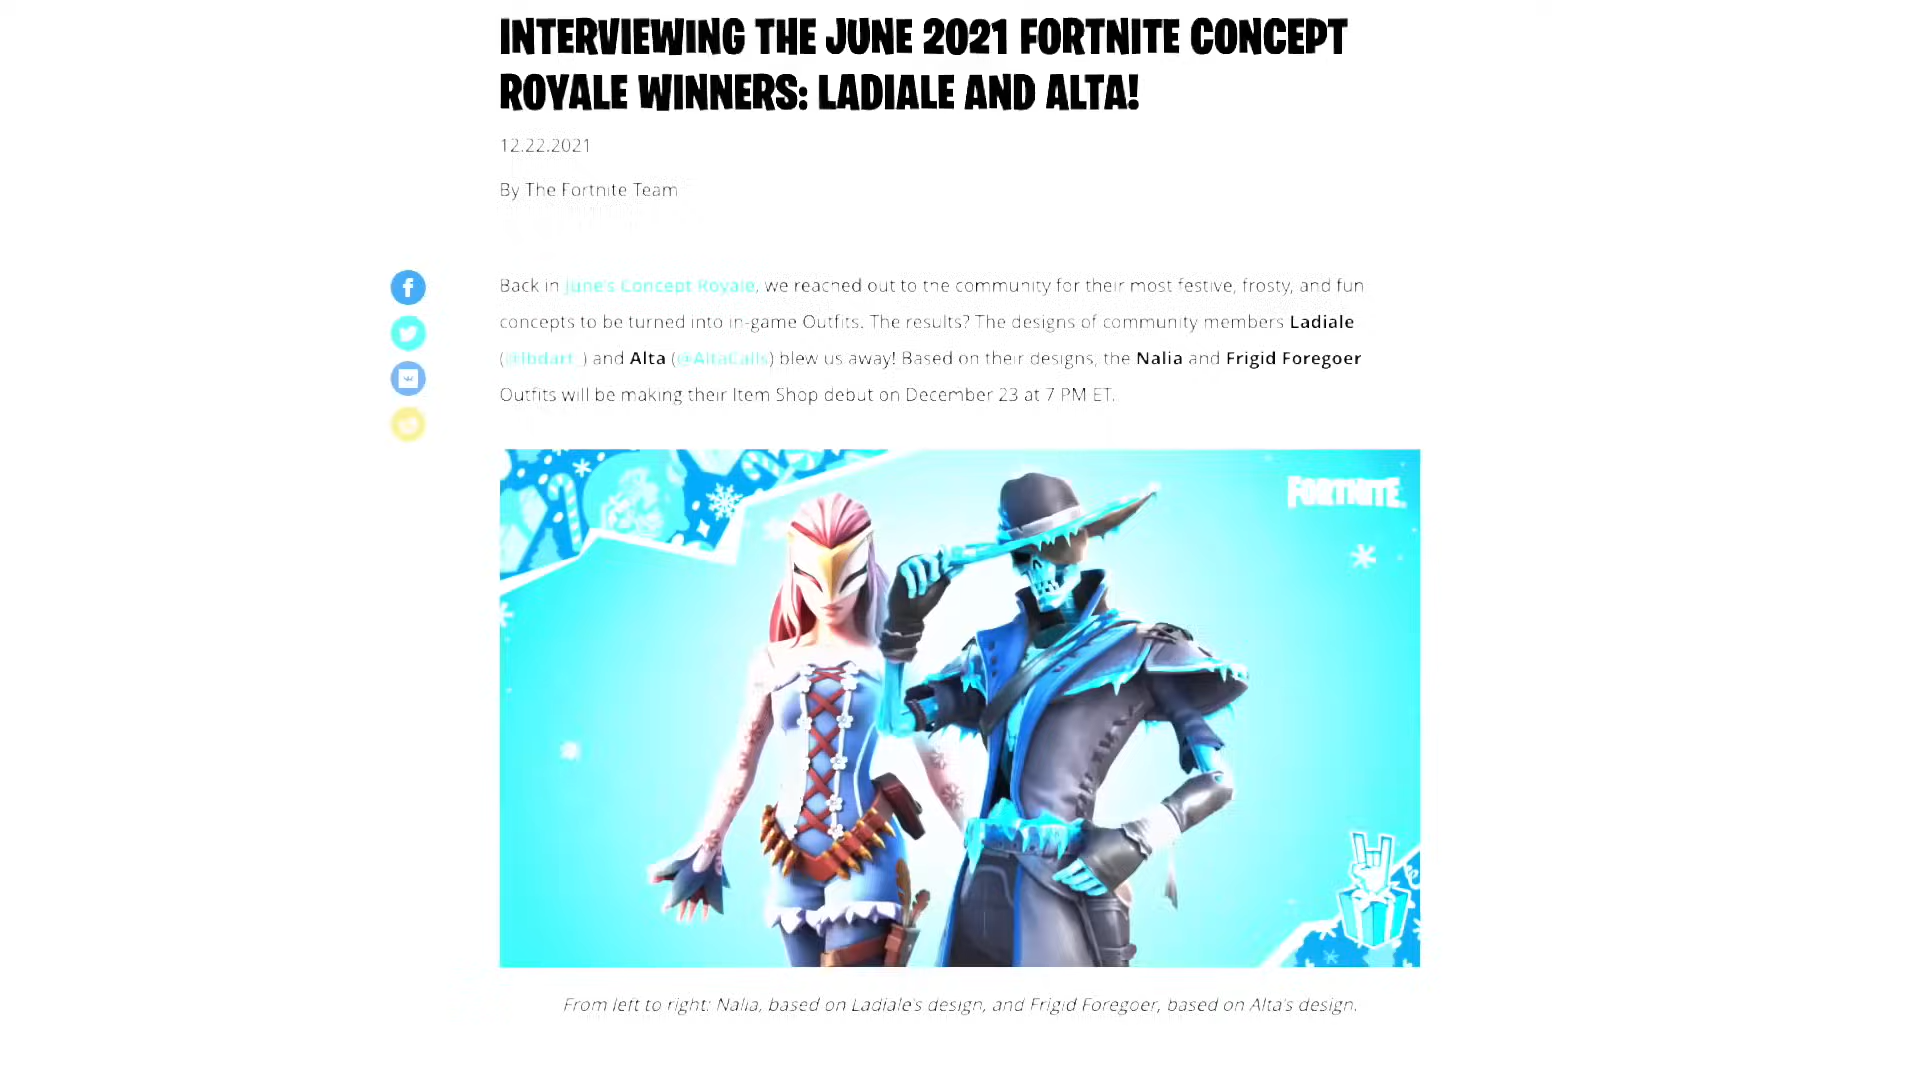 INTERVIEWING THE JUNE 2021 FORTNITE CONCEPT
ROYALE WINNERS: LADIALE AND ALTA!
12.22.2021
By The Fortnite Team
Back in June's Concept Royale, we reached out to the community for their most festive, frosty, and fun
concepts to be turned into in-game Outfits. The results? The designs of community members Ladiale
(@lbdart_) and Alta (@AltaCalls) blew us away! Based on their designs, the Nalia and Frigid Foregoer
Outfits will be making their Item Shop debut on December 23 at 7 PM ET.
FORTNITE
From left to right: Nalia, based on Ladiale's design, and Frigid Foregoer, based on Alta's design.